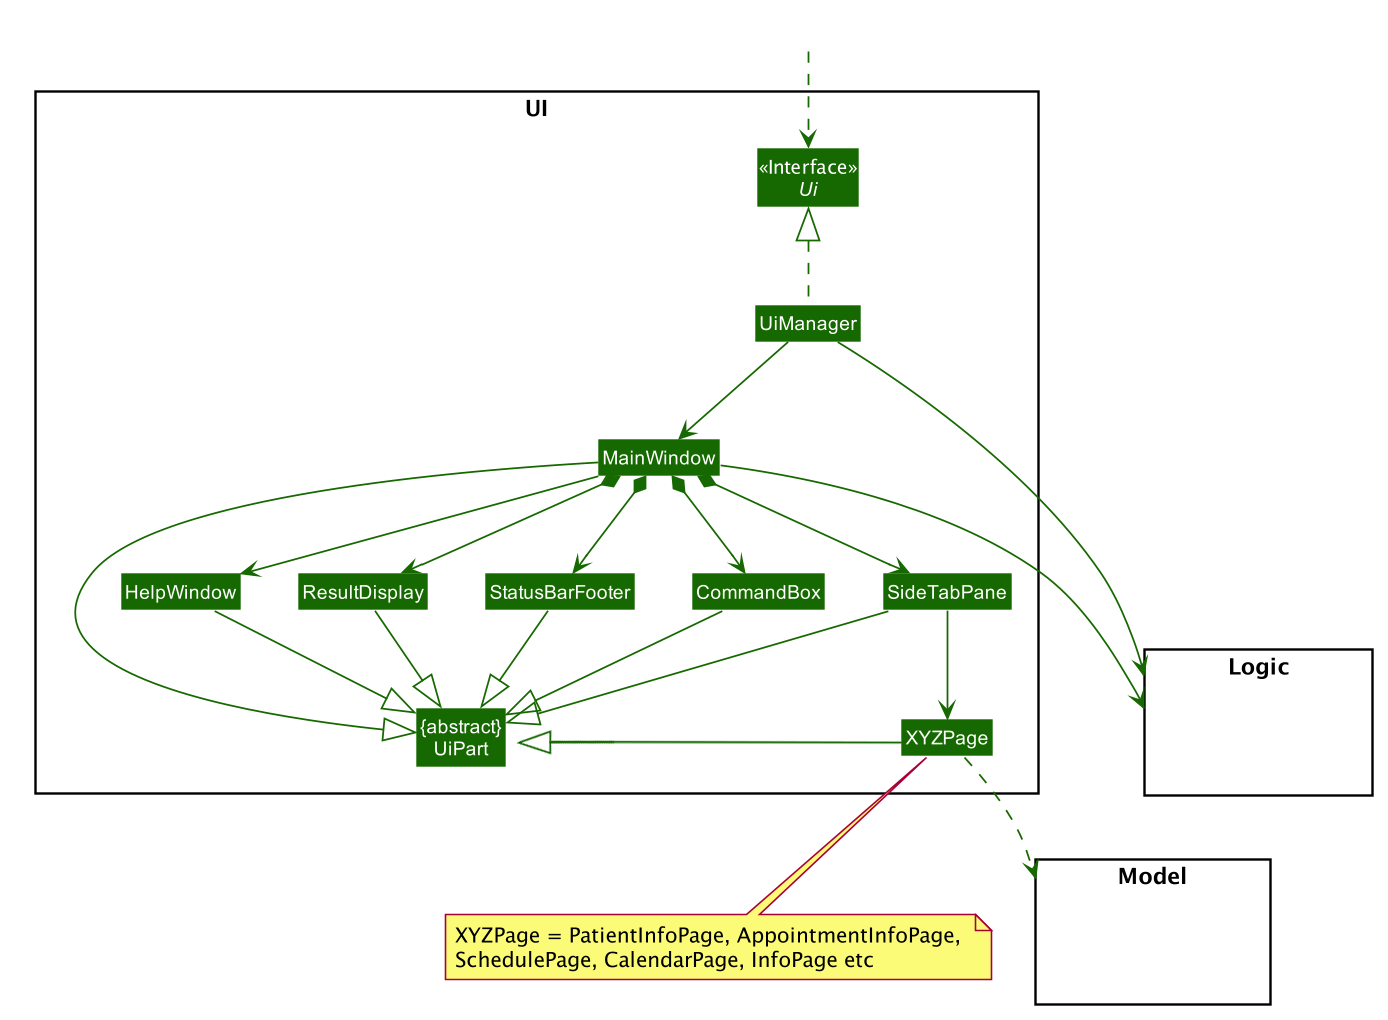 UI
«Interface»
Ui
UiManager
MainWindow
HelpWindow
ResultDisplay
StatusBarFooter
CommandBox
SideTabPane
Logic
{abstract}
UiPart
XYZPage
Model
XYZPage = PatientInfoPage, AppointmentInfoPage,
SchedulePage, CalendarPage, InfoPage etc